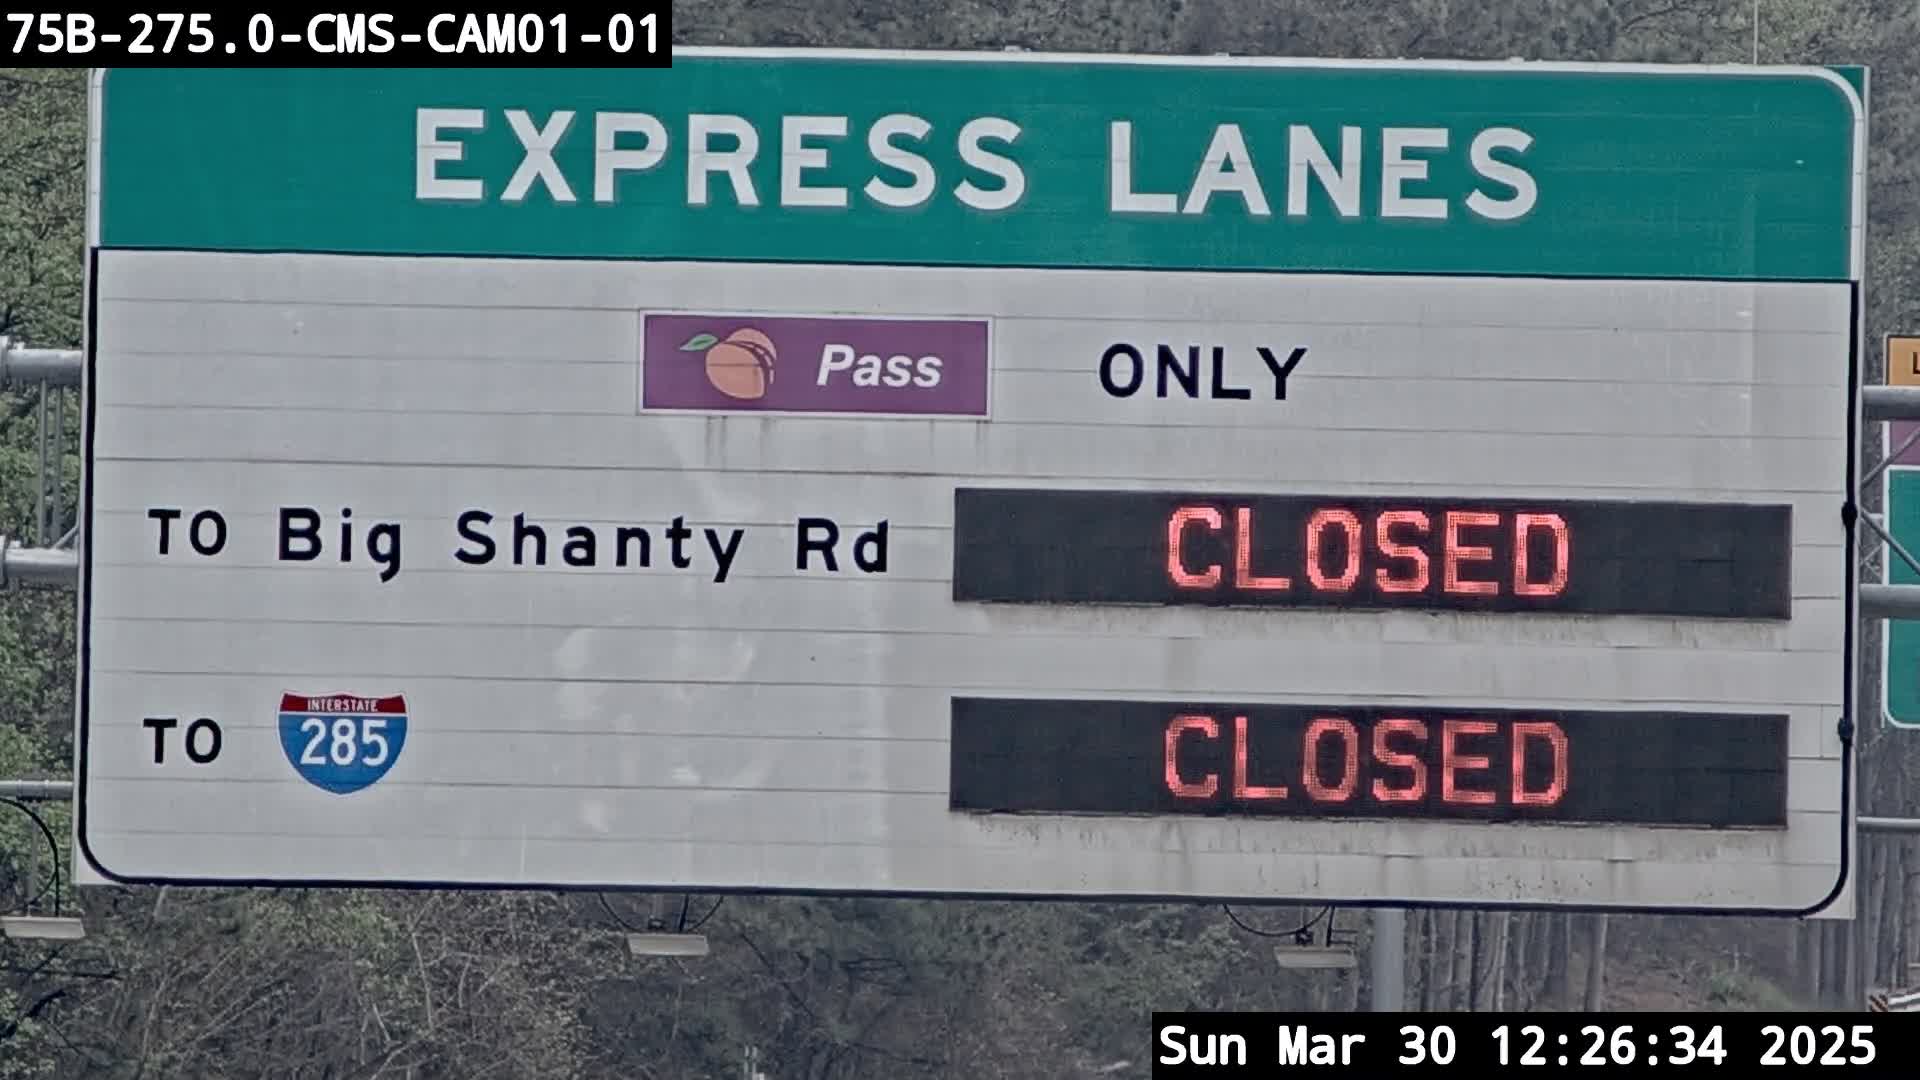 75B-275.0-CMS-CAM01-01
EXPRESS LANES
Pass ONLY
TO Big Shanty Rd CLOSED
TO INTERSTATE 285 CLOSED
Sun Mar 30 12:26:34 2025